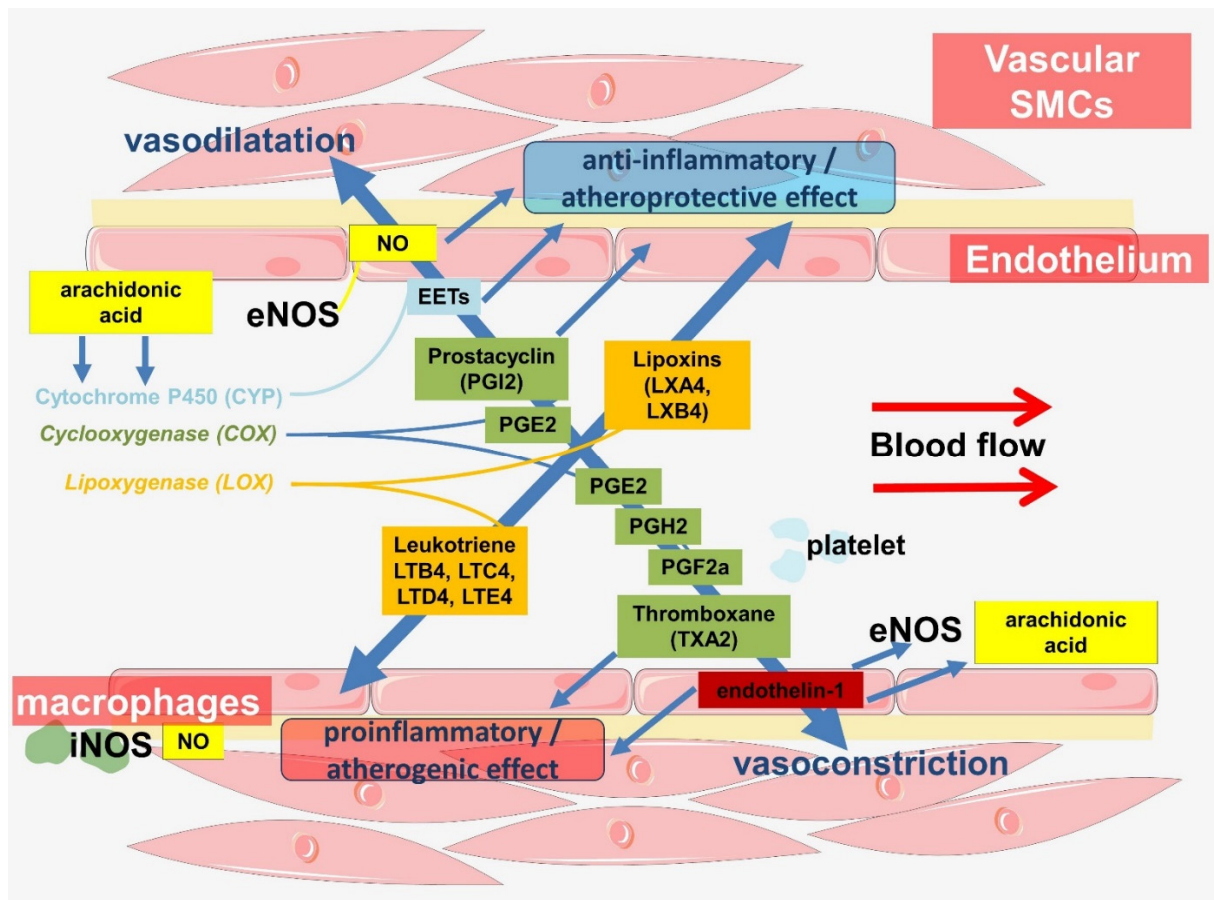 Vascular
SMCs
vasodilatation
anti-inflammatory /
atheroprotective effect
NO
Endothelium
arachidonic
acid
eNOS
EETs
Prostacyclin
(PGI2)
Lipoxins
(LXA4,
LXB4)
Cytochrome P450 (CYP)
PGE2
Cyclooxygenase (COX)
Blood flow
Lipoxygenase (LOX)
PGE2
PGH2
platelet
Leukotriene
LTB4, LTC4,
LTD4, LTE4
PGF2a
Thromboxane
(TXA2)
eNOS
arachidonic
acid
macrophages
endothelin-1
iNOS
NO
proinflammatory /
atherogenic effect
vasoconstriction